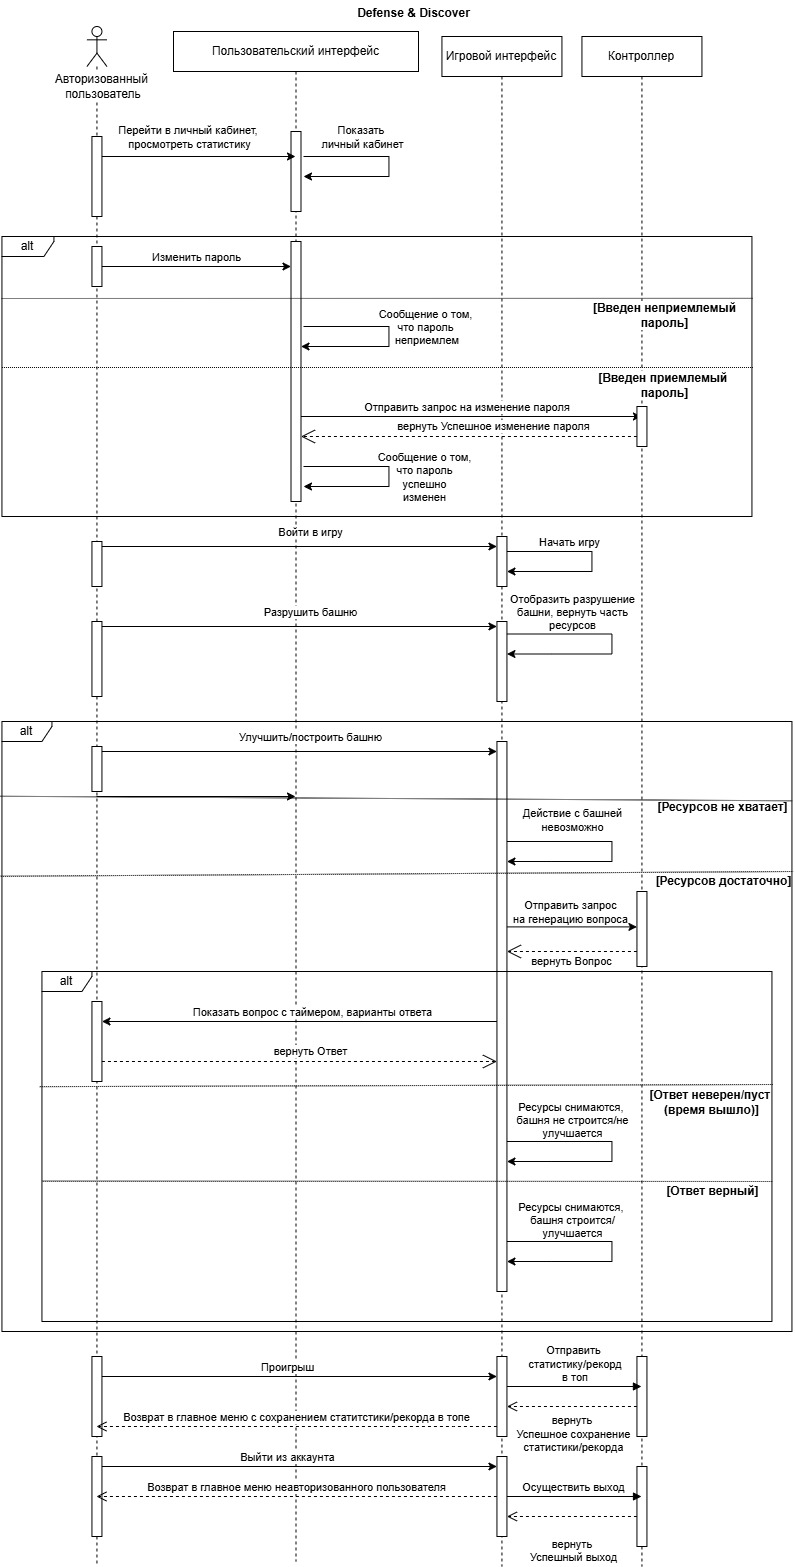 Defense & Discover
Авторизованный
пользователь
Пользовательский интерфейс
Игровой интерфейс
Контроллер
Перейти в личный кабинет,
просмотреть статистику
Показать
личный кабинет
alt
Изменить пароль
[Введен неприемлемый
пароль]
Сообщение о том,
что пароль
неприемлем
[Введен приемлемый
пароль]
Отправить запрос на изменение пароля
вернуть Успешное изменение пароля
Сообщение о том,
что пароль
успешно
изменен
Войти в игру
Начать игру
Разрушить башню
Отобразить разрушение
башни, вернуть часть
ресурсов
alt
Улучшить/построить башню
[Ресурсов не хватает]
Действие с башней
невозможно
[Ресурсов достаточно]
Отправить запрос
на генерацию вопроса
вернуть Вопрос
alt
Показать вопрос с таймером, варианты ответа
вернуть Ответ
[Ответ неверен/пуст
(время вышло)]
Ресурсы снимаются,
башня не строится/не
улучшается
[Ответ верный]
Ресурсы снимаются,
башня строится/
улучшается
Проигрыш
Отправить
статистику/рекорд
в топ
Возврат в главное меню с сохранением статитстики/рекорда в топе
вернуть
Успешное сохранение
статистики/рекорда
Выйти из аккаунта
Возврат в главное меню неавторизованного пользователя
Осуществить выход
вернуть
Успешный выход